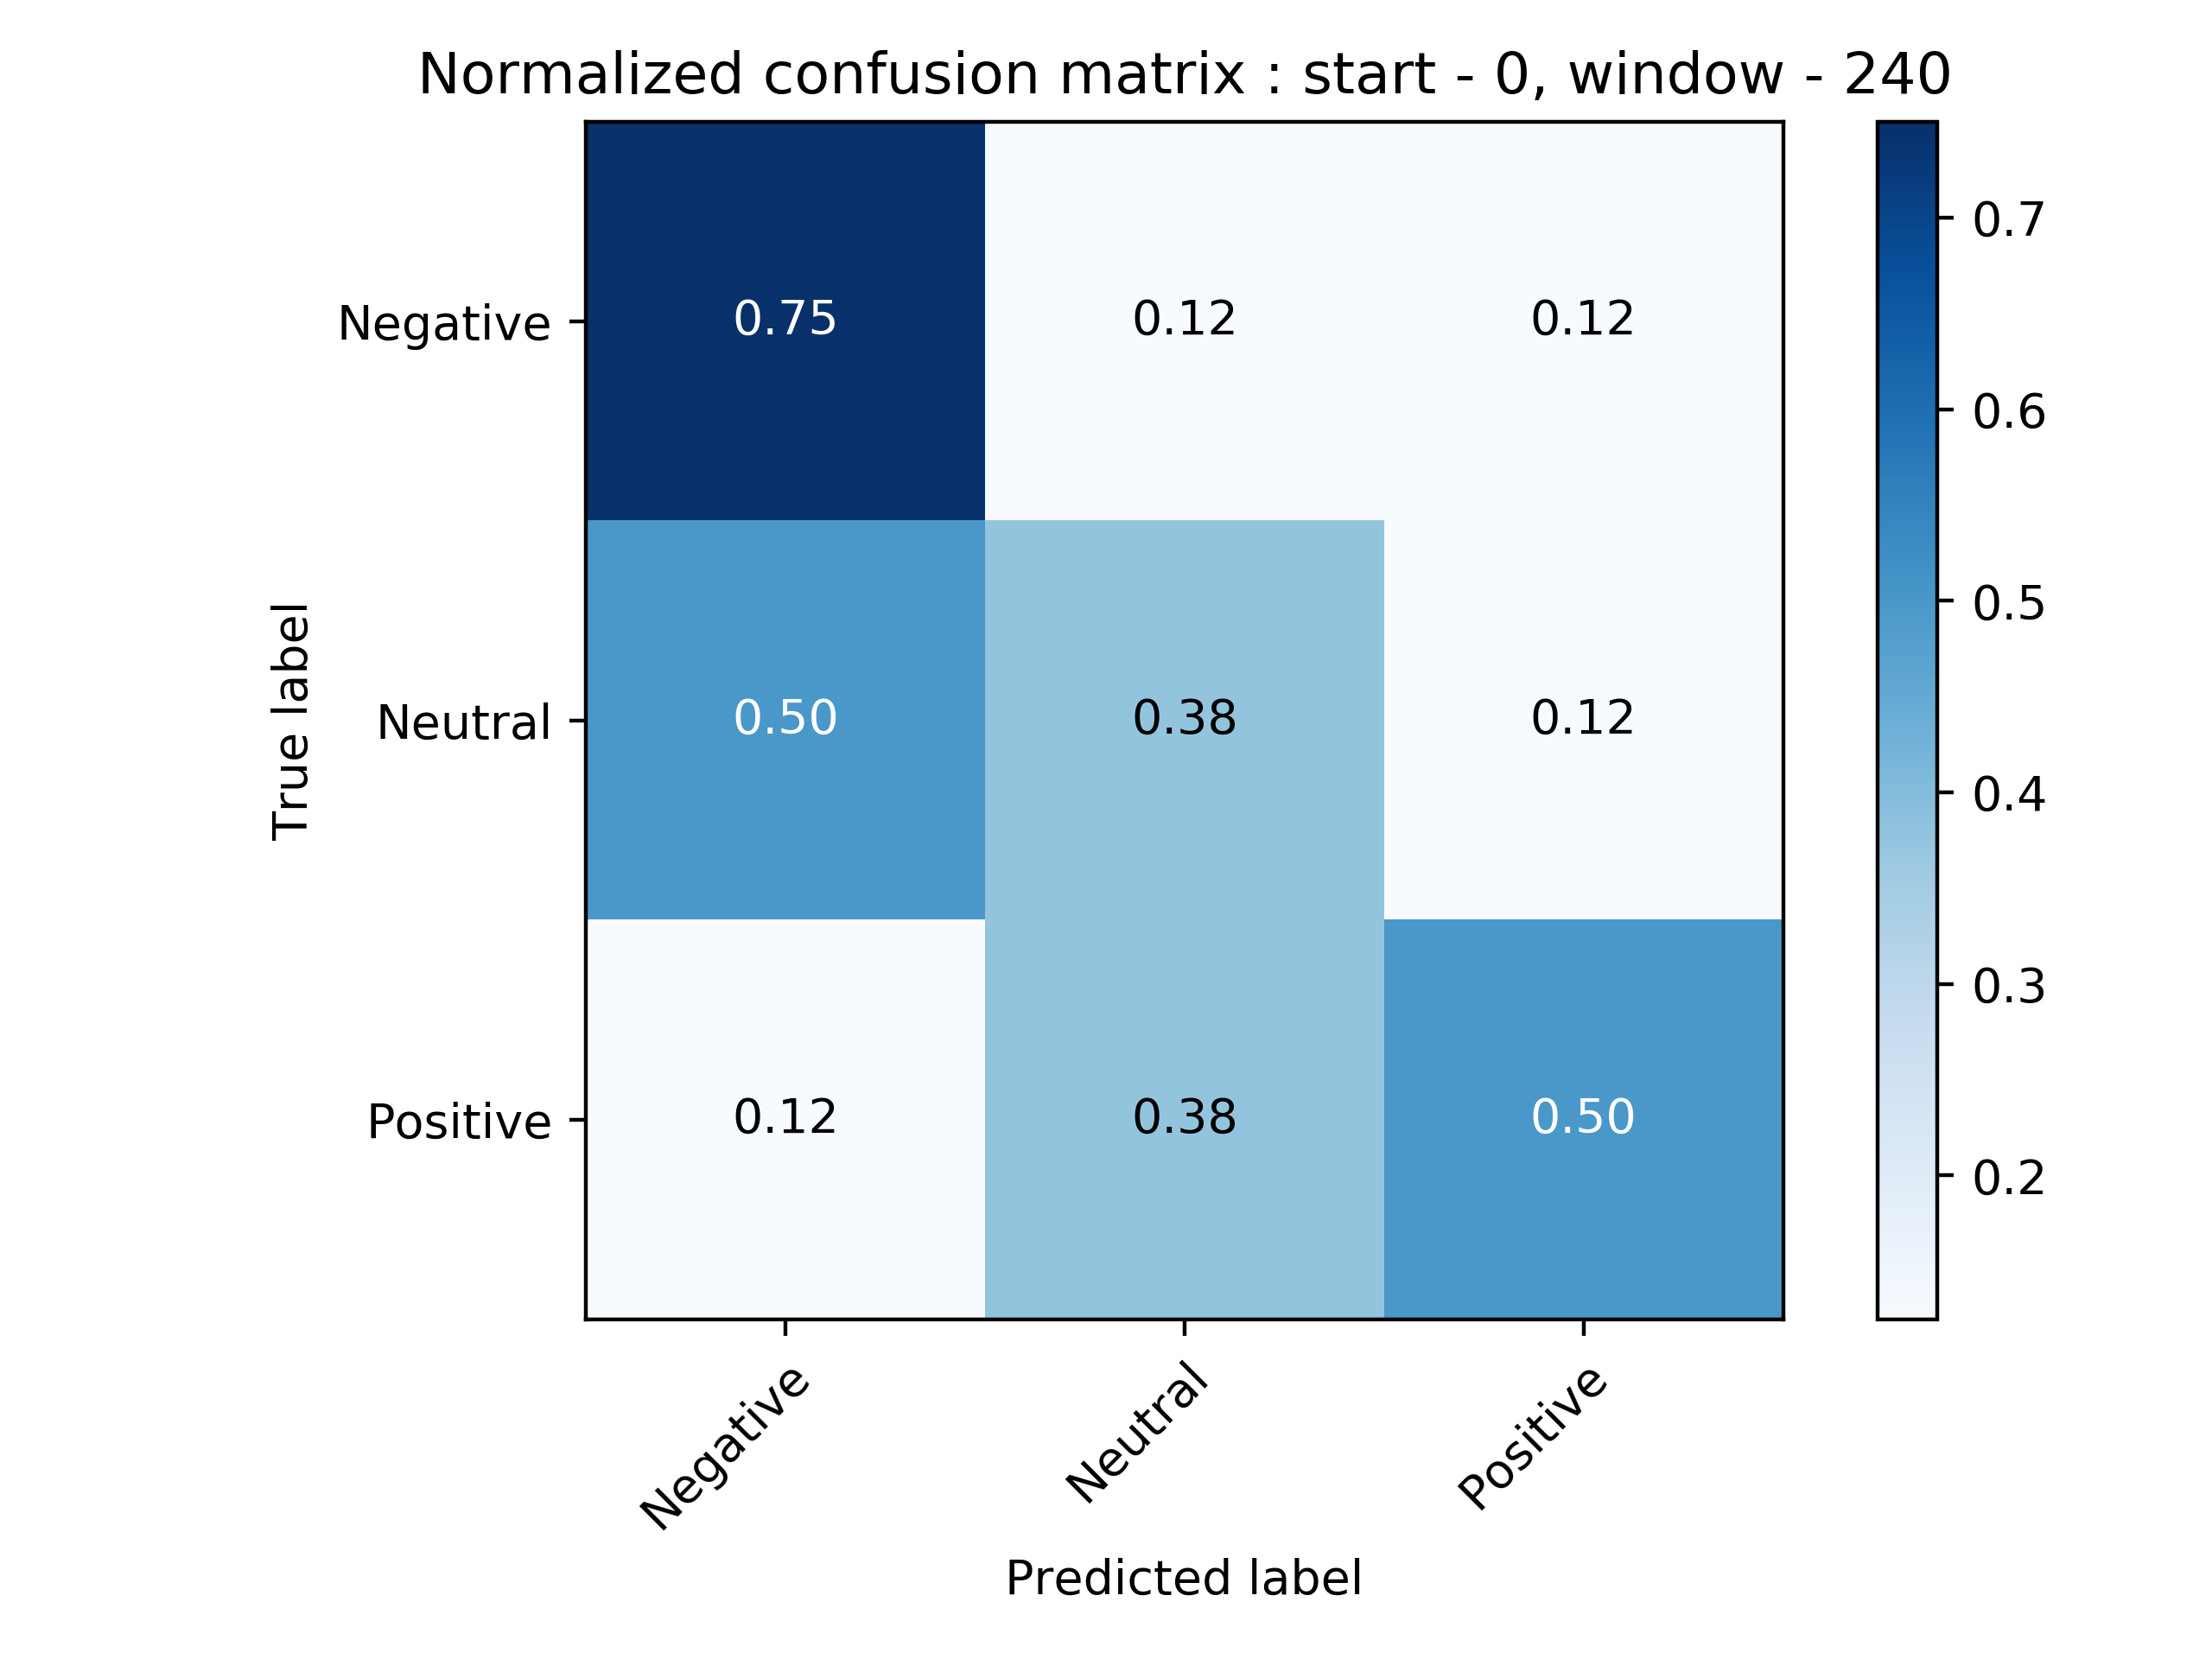 Normalized confusion matrix : start - 0, window - 240
True label
Negative
0.75
0.12
0.12
Neutral
0.50
0.38
0.12
Positive
0.12
0.38
0.50
Negative
Neutral
Positive
Predicted label
0.7
0.6
0.5
0.4
0.3
0.2